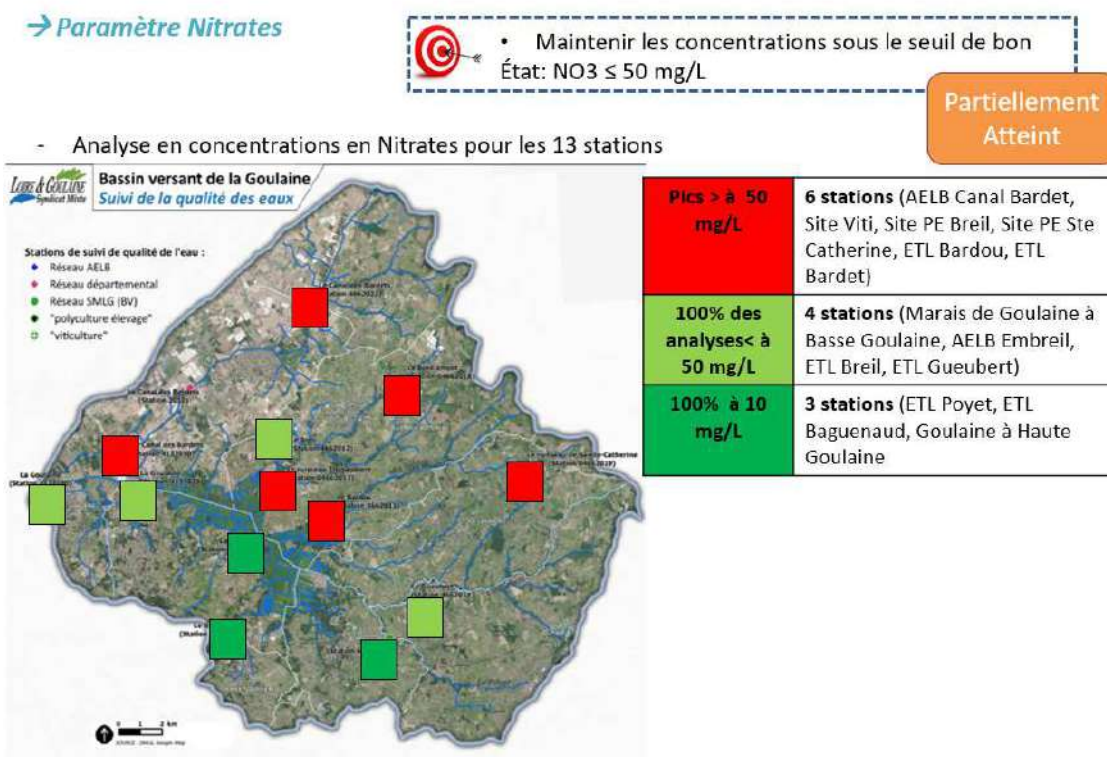 → Paramètre Nitrates
• Maintenir les concentrations sous le seuil de bon
État: NO3 ≤ 50 mg/L
Partiellement
Atteint
- Analyse en concentrations en Nitrates pour les 13 stations
LOIRE & GOULAINE
Syndicat Mixte
Bassin versant de la Goulaine
Suivi de la qualité des eaux
Stations de suivi de qualité de l'eau :
Réseau AELB
Réseau départemental
Réseau SMLG (BV)
"polyculture élevage"
"viticulture"
Pics > à 50
mg/L
6 stations (AELB Canal Bardet,
Site Viti, Site PE Breil, Site PE Ste
Catherine, ETL Bardou, ETL
Bardet)
100% des
analyses< à
50 mg/L
4 stations (Marais de Goulaine à
Basse Goulaine, AELB Embreil,
ETL Breil, ETL Gueubert)
100% à 10
mg/L
3 stations (ETL Poyet, ETL
Baguenaud, Goulaine à Haute
Goulaine
0 1 2 km